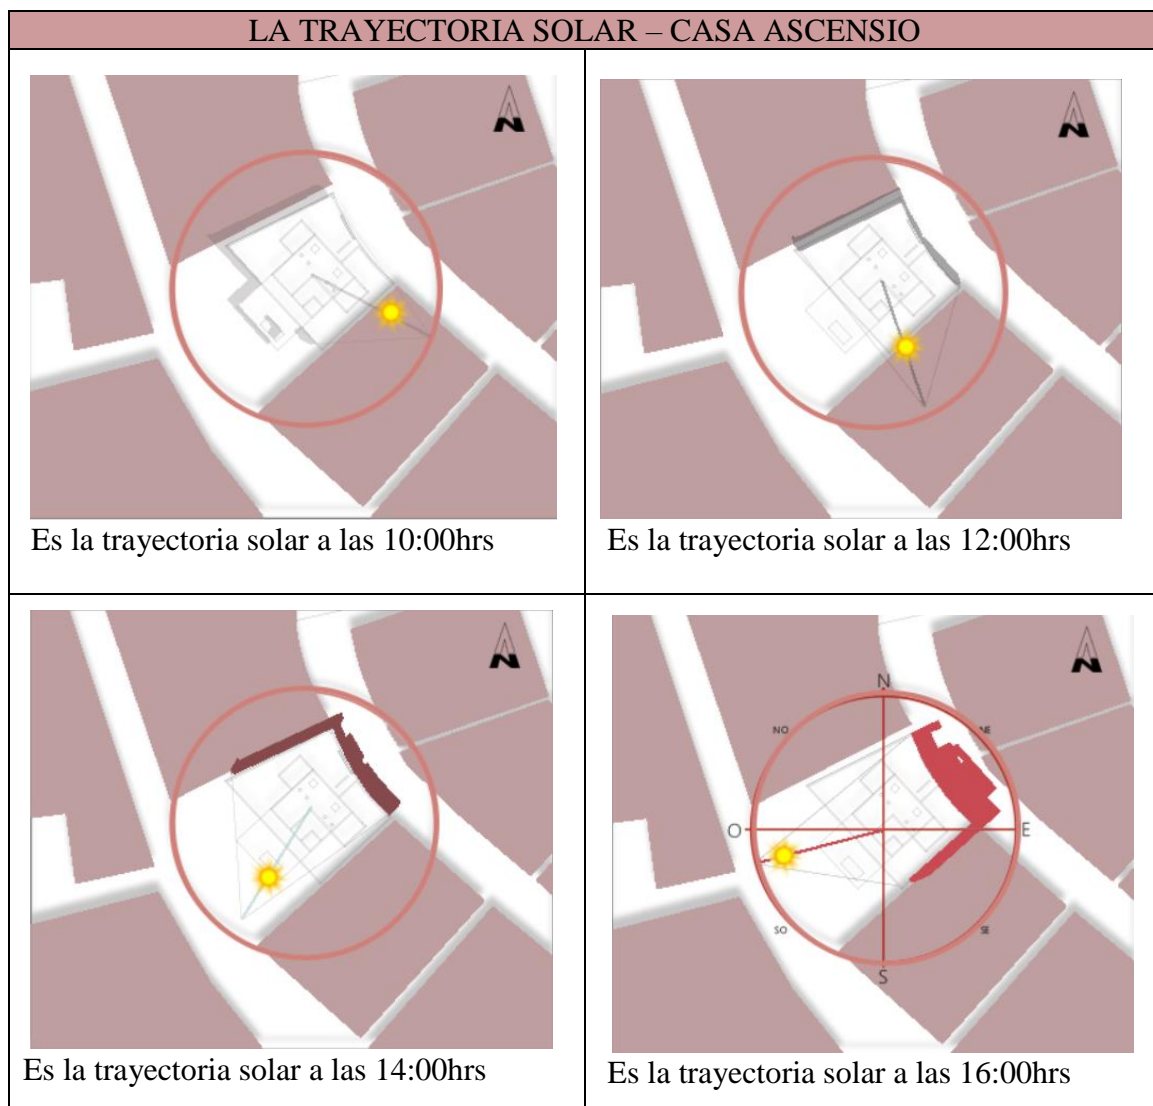 LA TRAYECTORIA SOLAR – CASA ASCENSIO
N
N
Es la trayectoria solar a las 10:00hrs
Es la trayectoria solar a las 12:00hrs
N
N
N
NO
NE
O
E
SO
SE
S
Es la trayectoria solar a las 14:00hrs
Es la trayectoria solar a las 16:00hrs